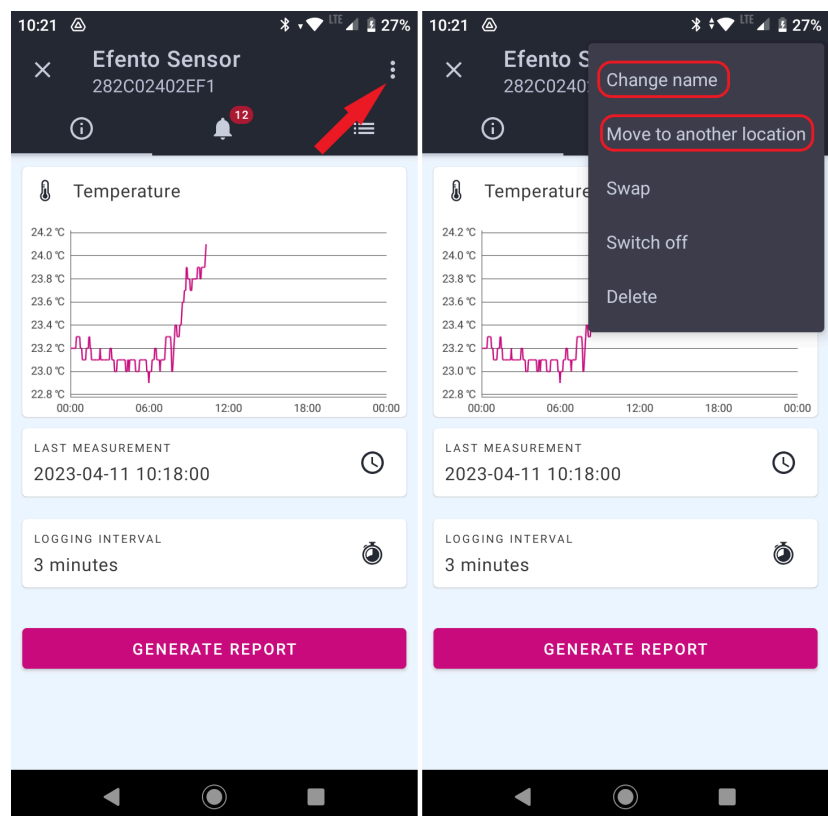 10:21 LTE 27%
Efento Sensor
282C02402EF1
12
Temperature
24.2 °C
24.0 °C
23.8 °C
23.6 °C
23.4 °C
23.2 °C
23.0 °C
22.8 °C
00:00 06:00 12:00 18:00 00:00
LAST MEASUREMENT
2023-04-11 10:18:00
LOGGING INTERVAL
3 minutes
GENERATE REPORT
10:21 LTE 27%
Efento S
282C0240
Change name
Move to another location
Swap
Switch off
Delete
Temperature
24.2 °C
24.0 °C
23.8 °C
23.6 °C
23.4 °C
23.2 °C
23.0 °C
22.8 °C
00:00 06:00 12:00 18:00 00:00
LAST MEASUREMENT
2023-04-11 10:18:00
LOGGING INTERVAL
3 minutes
GENERATE REPORT